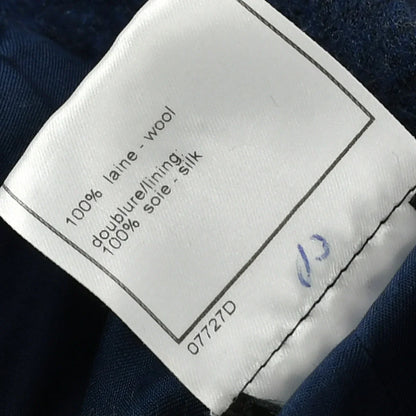 100% laine - wool
doublure/lining:
100% soie - silk
07727D